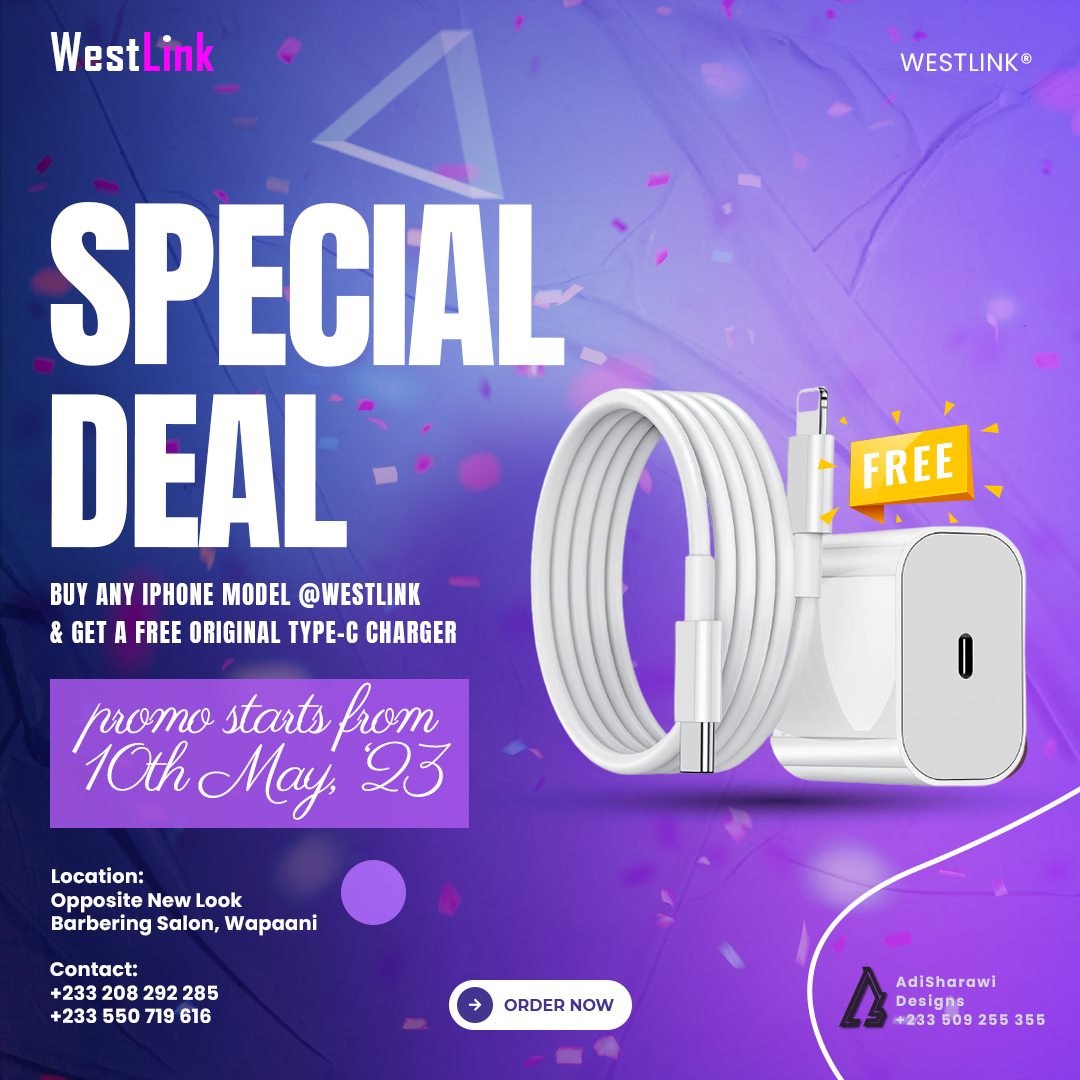 WestLink
WESTLINK®
SPECIAL
DEAL
FREE
BUY ANY IPHONE MODEL @WESTLINK
& GET A FREE ORIGINAL TYPE-C CHARGER
promo starts from
10th May, ‘23
Location:
Opposite New Look
Barbering Salon, Wapaani
Contact:
+233 208 292 285
+233 550 719 616
ORDER NOW
AdiSharawi
Designs
+233 509 255 355